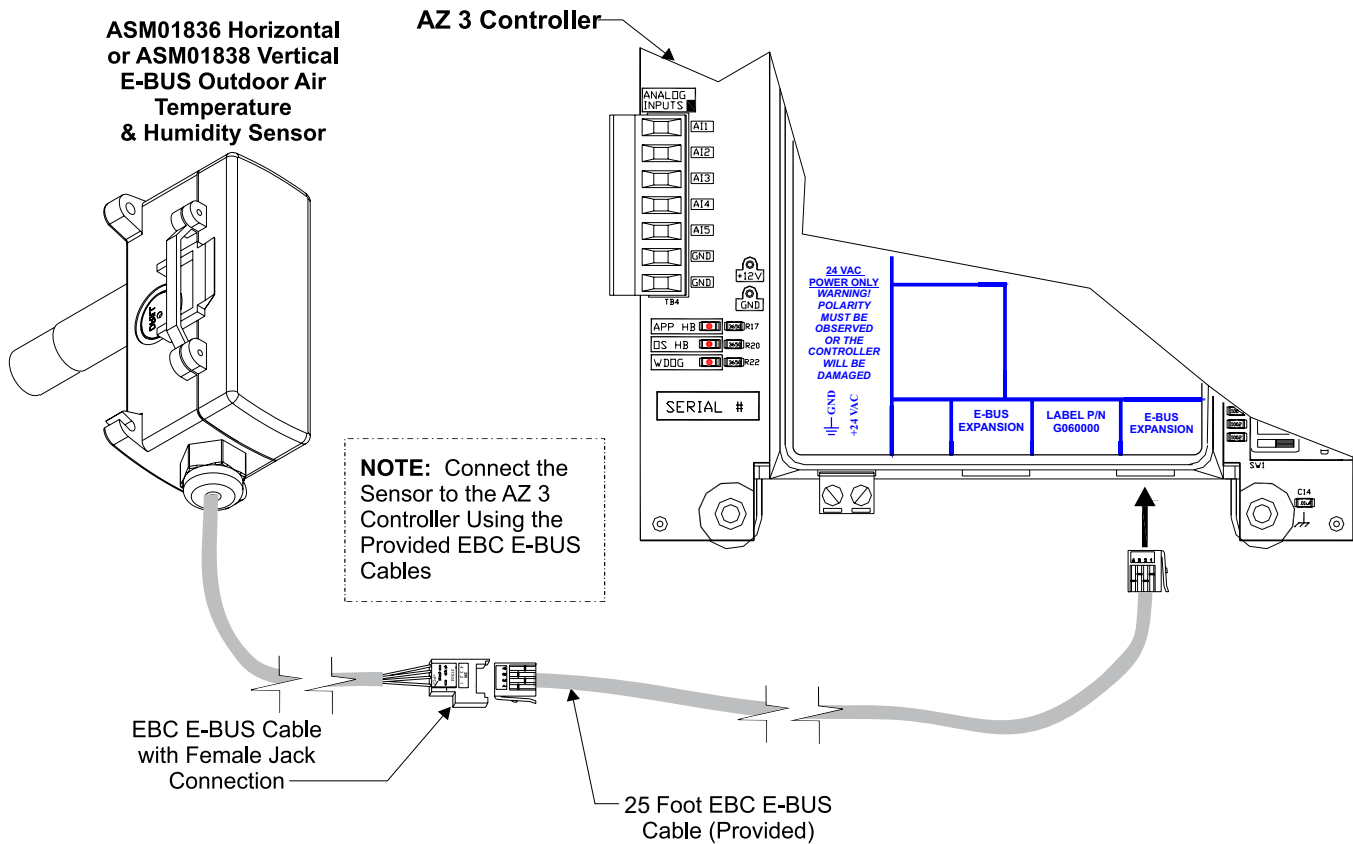 ASM01836 Horizontal
or ASM01838 Vertical
E-BUS Outdoor Air
Temperature
& Humidity Sensor
AZ 3 Controller
ANALOG
INPUTS
AI1
AI2
AI3
AI4
AI5
GND
GND
TB4
+12V
GND
APP HB
R17
OS HB
R20
WDOG
R22
SERIAL #
24 VAC
POWER ONLY
WARNING!
POLARITY
MUST BE
OBSERVED
OR THE
CONTROLLER
WILL BE
DAMAGED
GND
+24 VAC
E-BUS
EXPANSION
LABEL P/N
G060000
E-BUS
EXPANSION
SW1
C14
NOTE: Connect the
Sensor to the AZ 3
Controller Using the
Provided EBC E-BUS
Cables
EBC E-BUS Cable
with Female Jack
Connection
25 Foot EBC E-BUS
Cable (Provided)